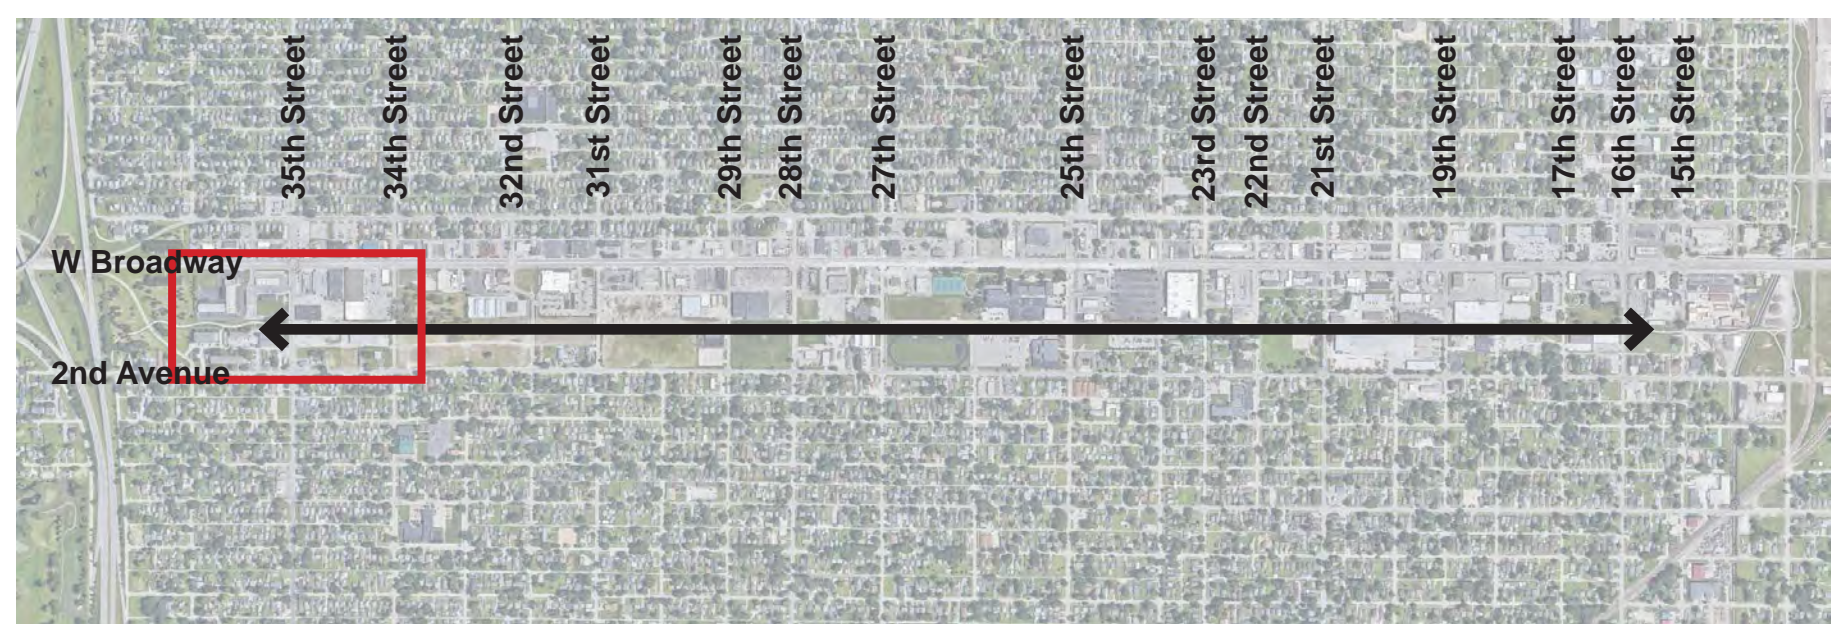 35th Street
34th Street
32nd Street
31st Street
29th Street
28th Street
27th Street
25th Street
23rd Street
22nd Street
21st Street
19th Street
17th Street
16th Street
15th Street
W Broadway
2nd Avenue